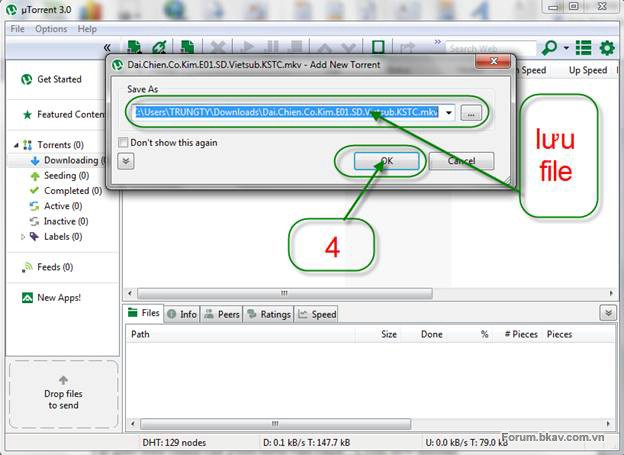 µTorrent 3.0
File Options Help
Search Web
Dai.Chien.Co.Kim.E01.SD.Vietsub.KSTC.mkv - Add New Torrent
Save As
:\Users\TRUNGTY\Downloads\Dai.Chien.Co.Kim.E01.SD.Vietsub.KSTC.mkv
...
Don't show this again
OK
Cancel
lưu
file
4
Get Started
Featured Conten
Torrents (0)
Downloading (0)
Seeding (0)
Completed (0)
Active (0)
Inactive (0)
Labels (0)
Feeds (0)
New Apps!
Drop files
to send
n Speed Up Speed
Files Info Peers Ratings Speed
Path Size Done % # Pieces Pieces
DHT: 129 nodes D: 0.1 kB/s T: 147.7 kB U: 0.0 kB/s T: 79.0 kB
Forum.bkav.com.vn